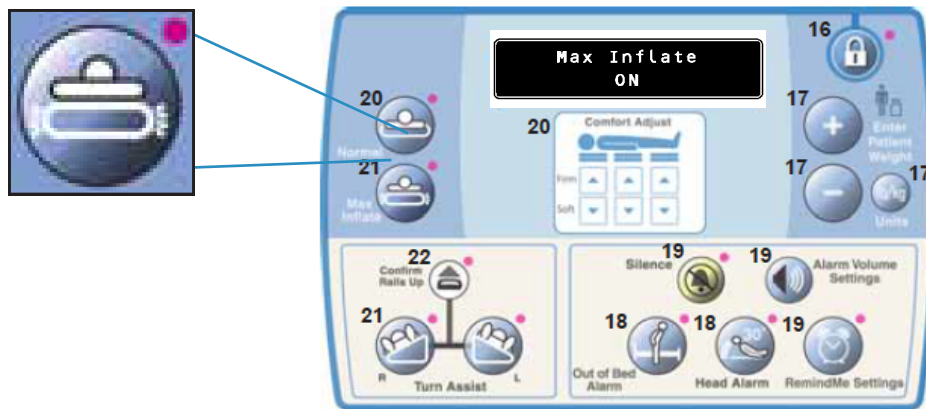 Max Inflate
ON
16
20
Normal
21
Max
Inflate
20
Comfort Adjust
Firm
Soft
17
Enter
Patient
Weight
17
17
Units
22
Confirm
Rails Up
21
R
Turn Assist
L
Silence
19
19
Alarm Volume
Settings
18
Out of Bed
Alarm
18
30°
Head Alarm
19
RemindMe Settings